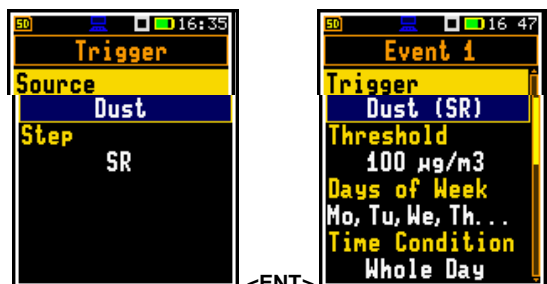 SD 16:35
Trigger
Source
Dust
Step
SR
<ENT>
SD 16 47
Event 1
Trigger
Dust (SR)
Threshold
100 µg/m3
Days of Week
Mo, Tu, We, Th...
Time Condition
Whole Day